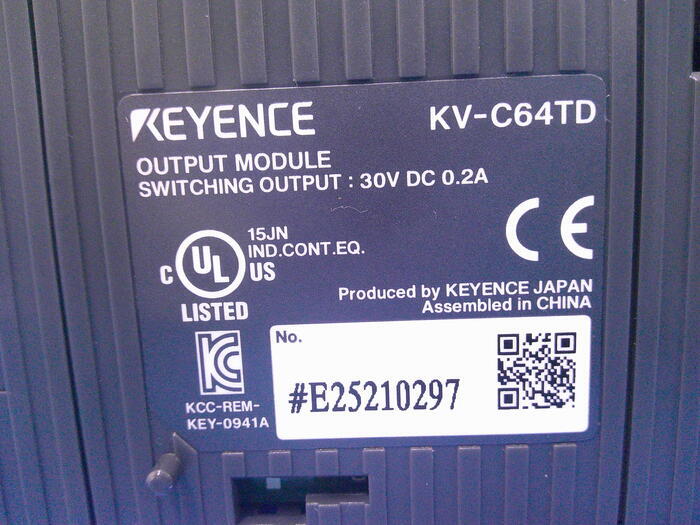 KEYENCE
KV-C64TD
OUTPUT MODULE
SWITCHING OUTPUT : 30V DC 0.2A
15JN
IND.CONT.EQ.
C UL US
LISTED
CE
Produced by KEYENCE JAPAN
Assembled in CHINA
KC
KCC-REM-
KEY-0941A
No.
#E25210297